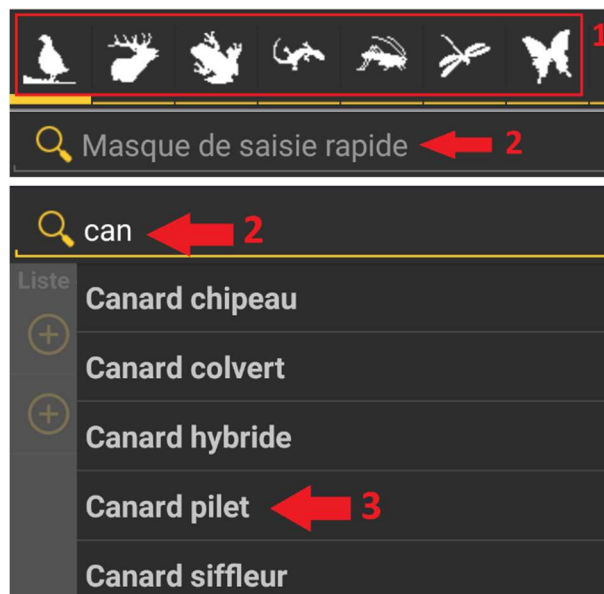 1
Masque de saisie rapide 2
can 2
Liste
Canard chipeau
Canard colvert
Canard hybride
Canard pilet 3
Canard siffleur